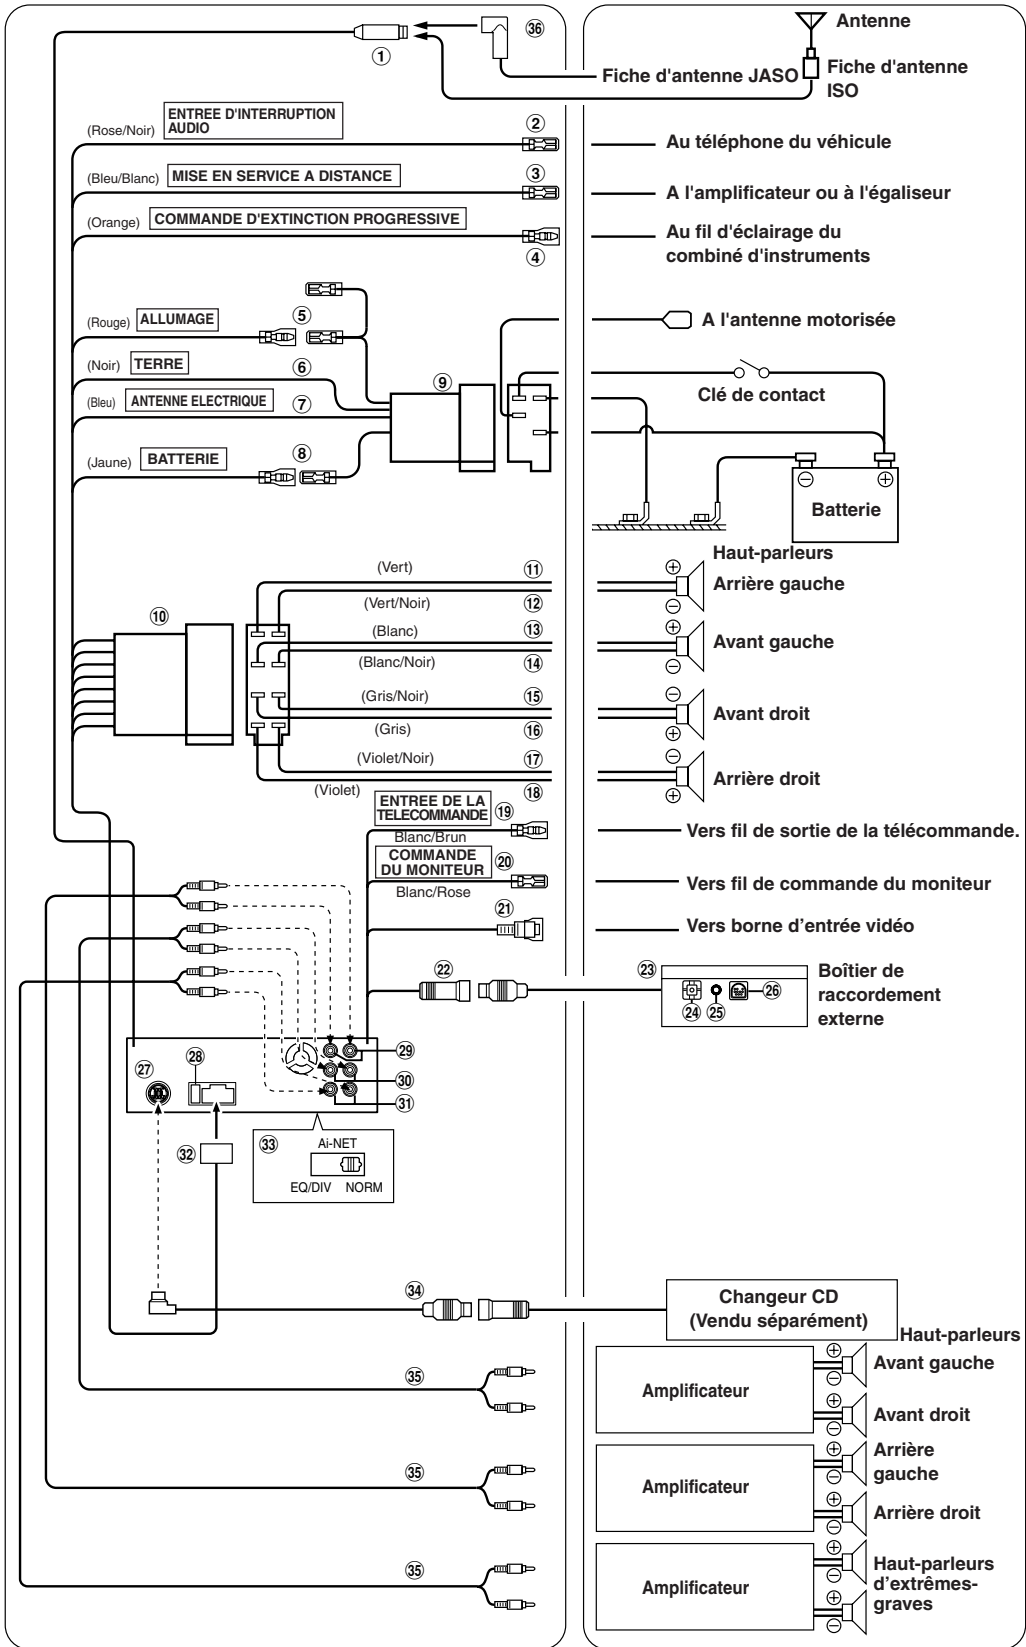 Antenne
①
㊱
Fiche d'antenne JASO
Fiche d'antenne
ISO
(Rose/Noir)
ENTREE D'INTERRUPTION
AUDIO
②
Au téléphone du véhicule
(Bleu/Blanc)
MISE EN SERVICE A DISTANCE
③
A l'amplificateur ou à l'égaliseur
(Orange)
COMMANDE D'EXTINCTION PROGRESSIVE
④
Au fil d'éclairage du
combiné d'instruments
(Rouge)
ALLUMAGE
⑤
A l'antenne motorisée
(Noir)
TERRE
⑥
⑨
Clé de contact
(Bleu)
ANTENNE ELECTRIQUE
⑦
(Jaune)
BATTERIE
⑧
⊖
⊕
Batterie
Haut-parleurs
(Vert)
⑪
⊕
Arrière gauche
(Vert/Noir)
⑫
⊖
⑩
(Blanc)
⑬
⊕
Avant gauche
(Blanc/Noir)
⑭
⊖
(Gris/Noir)
⑮
⊖
Avant droit
(Gris)
⑯
⊕
(Violet/Noir)
⑰
⊖
Arrière droit
(Violet)
⑱
⊕
ENTREE DE LA
TELECOMMANDE
⑲
Blanc/Brun
Vers fil de sortie de la télécommande.
COMMANDE
DU MONITEUR
⑳
Blanc/Rose
Vers fil de commande du moniteur
㉑
Vers borne d'entrée vidéo
㉒
㉓
㉔
㉕
㉖
Boîtier de
raccordement
externe
㉗
㉘
㉙
㉚
㉛
㉜
㉝
Ai-NET
EQ/DIV NORM
㉞
Changeur CD
(Vendu séparément)
Haut-parleurs
㉟
Amplificateur
⊕
⊖
Avant gauche
⊕
⊖
Avant droit
㉟
Amplificateur
⊕
⊖
Arrière
gauche
⊕
⊖
Arrière droit
㉟
Amplificateur
⊕
⊖
⊕
⊖
Haut-parleurs
d'extrêmes-
graves